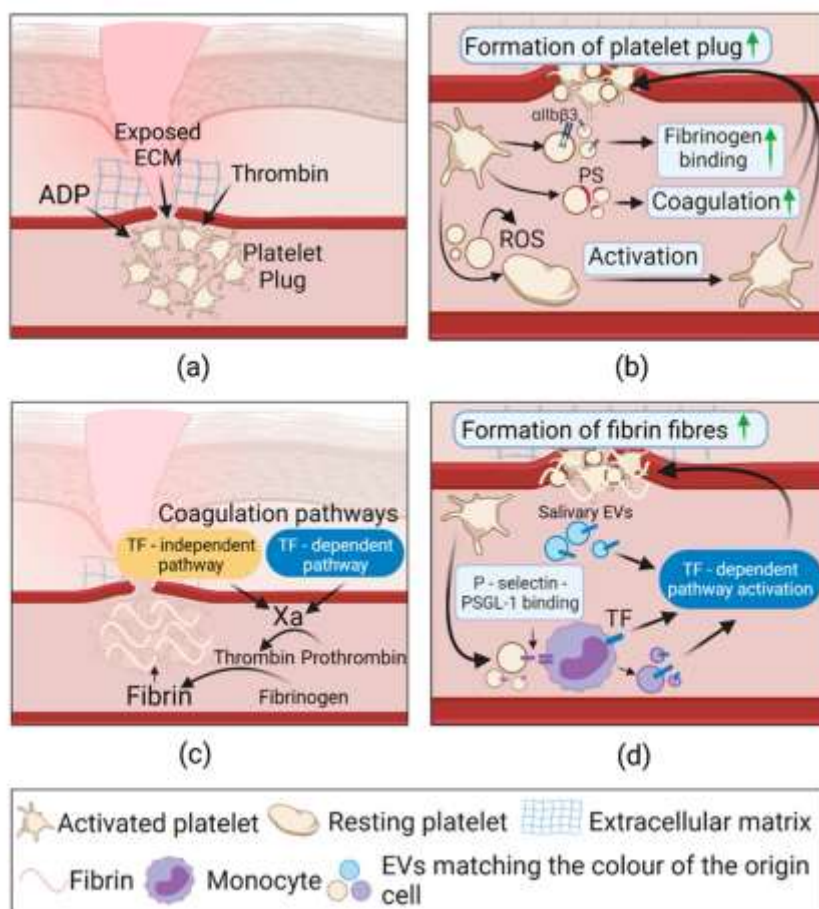 Exposed
ECM
ADP
Thrombin
Platelet
Plug
(a)
Formation of platelet plug
αIIbβ3
Fibrinogen
binding
PS
Coagulation
ROS
Activation
(b)
Coagulation pathways
TF - independent
pathway
TF - dependent
pathway
Xa
Thrombin Prothrombin
Fibrin
Fibrinogen
(c)
Formation of fibrin fibres
Salivary EVs
P - selectin -
PSGL-1 binding
TF - dependent
pathway activation
TF
(d)
Activated platelet
Resting platelet
Extracellular matrix
Fibrin
Monocyte
EVs matching the colour of the origin
cell